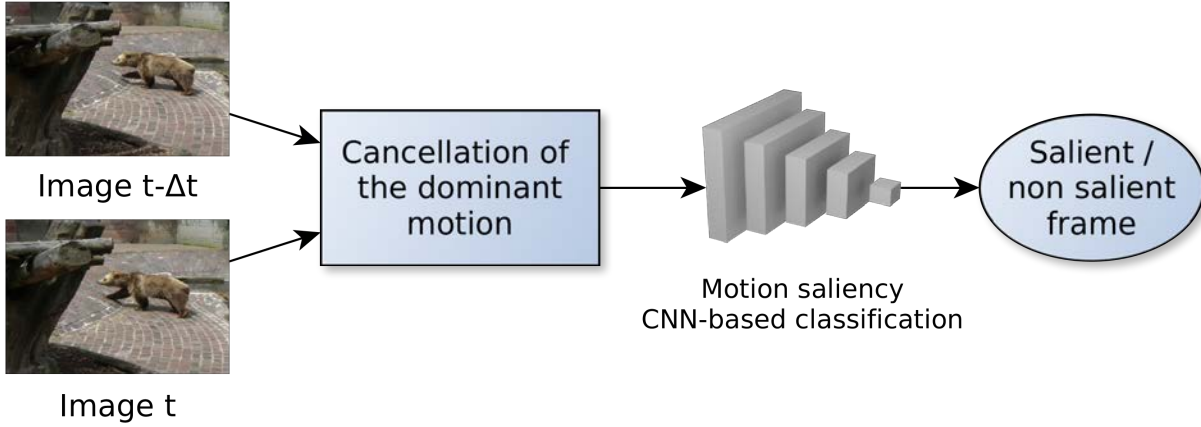 Image t-Δt
Image t
Cancellation of
the dominant
motion
Motion saliency
CNN-based classification
Salient /
non salient
frame